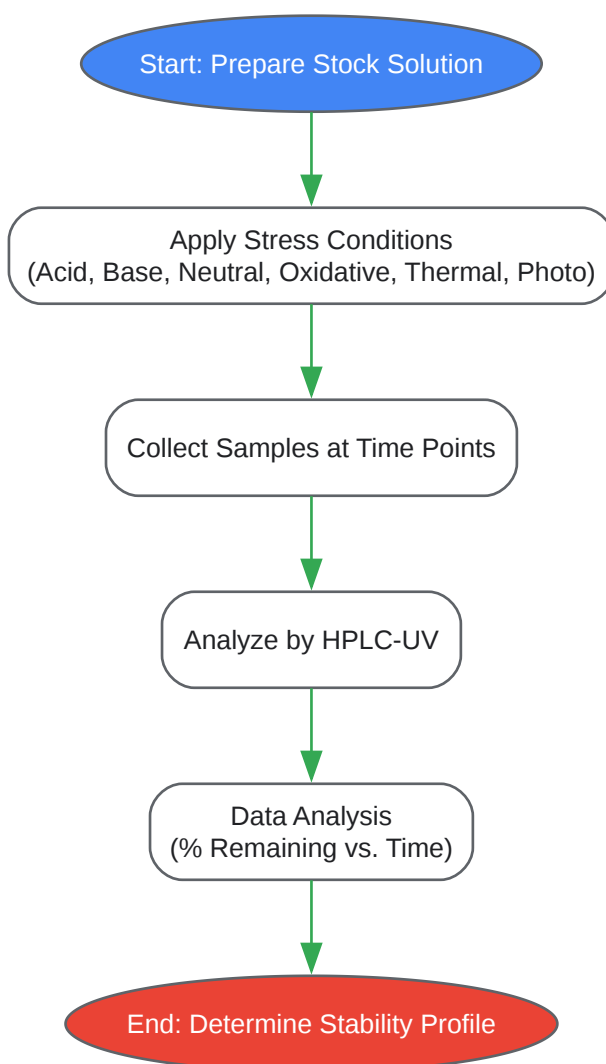 Start: Prepare Stock Solution
Apply Stress Conditions
(Acid, Base, Neutral, Oxidative, Thermal, Photo)
Collect Samples at Time Points
Analyze by HPLC-UV
Data Analysis
(% Remaining vs. Time)
End: Determine Stability Profile